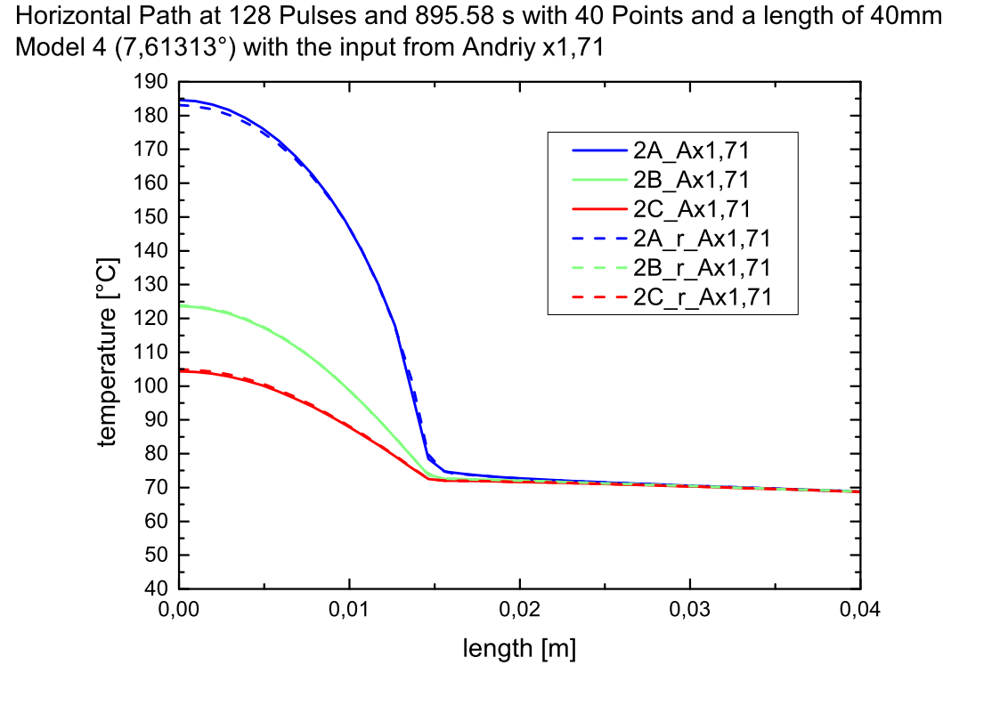 Horizontal Path at 128 Pulses and 895.58 s with 40 Points and a length of 40mm
Model 4 (7,61313°) with the input from Andriy x1,71
190
180
170
160
150
140
130
120
110
100
90
80
70
60
50
40
temperature [°C]
2A_Ax1,71
2B_Ax1,71
2C_Ax1,71
2A_r_Ax1,71
2B_r_Ax1,71
2C_r_Ax1,71
0,00 0,01 0,02 0,03 0,04
length [m]